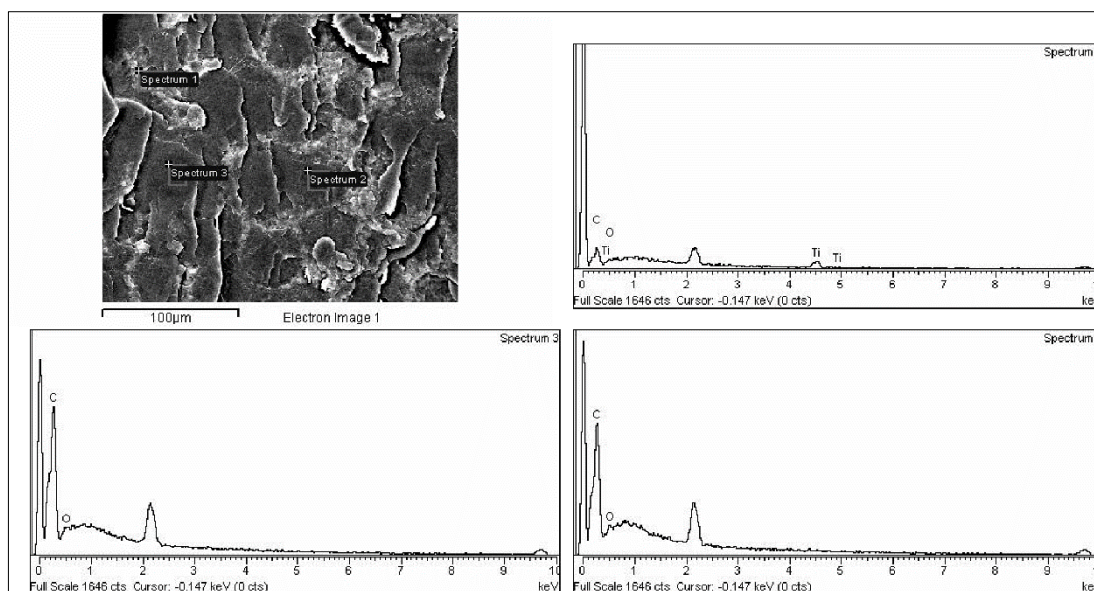 Spectrum 1
Spectrum 3
Spectrum 2
100µm
Electron Image 1
Spectrum
C
O
Ti
Ti
Ti
0 1 2 3 4 5 6 7 8 9
Full Scale 1646 cts Cursor: -0.147 keV (0 cts)
ke
Spectrum 3
C
O
0 1 2 3 4 5 6 7 8 9 10
Full Scale 1646 cts Cursor: -0.147 keV (0 cts)
keV
Spectrum
C
O
0 1 2 3 4 5 6 7 8 9
Full Scale 1646 cts Cursor: -0.147 keV (0 cts)
ke